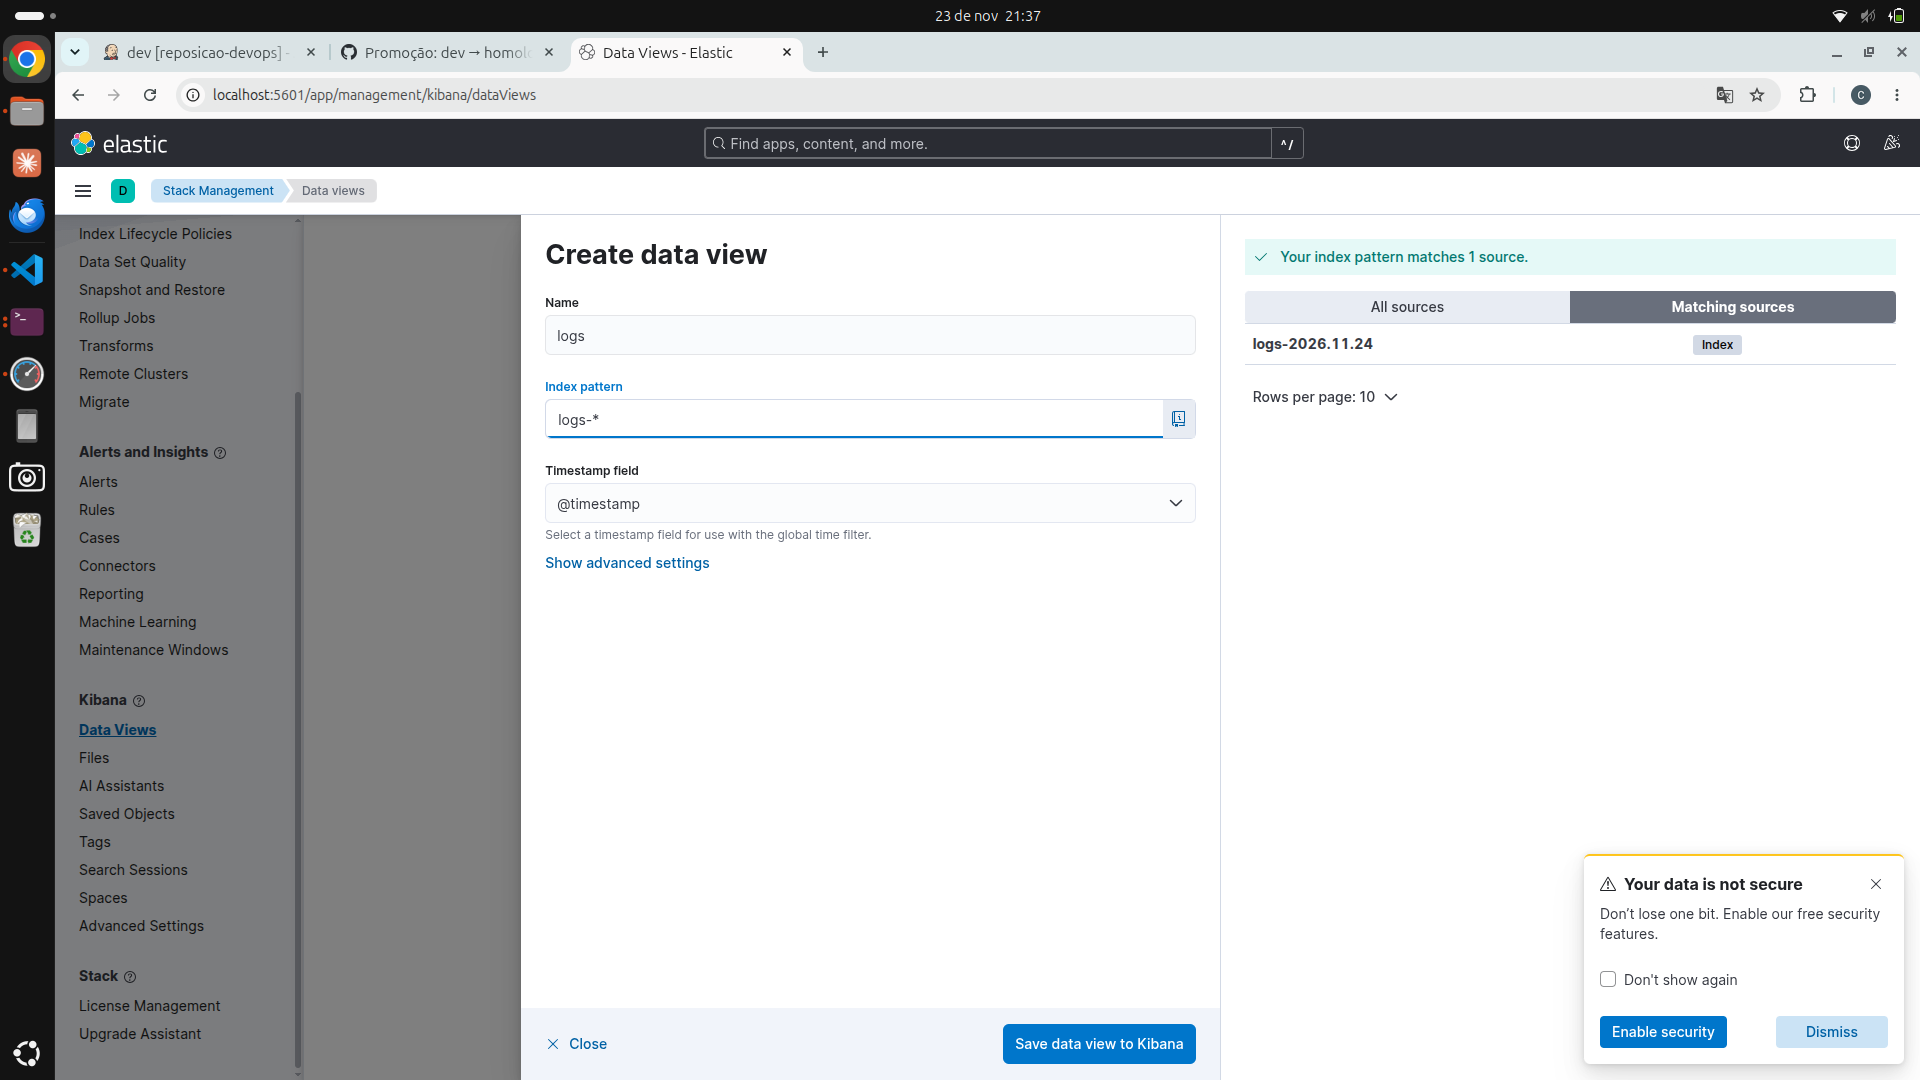 23 de nov 21:37
dev [reposicao-devops] -
Promoção: dev → homolo
Data Views - Elastic
localhost:5601/app/management/kibana/dataViews
C
elastic
Find apps, content, and more.
^/
D
Stack Management
Data views
Index Lifecycle Policies
Data Set Quality
Snapshot and Restore
Rollup Jobs
Transforms
Remote Clusters
Migrate
Alerts and Insights
Alerts
Rules
Cases
Connectors
Reporting
Machine Learning
Maintenance Windows
Kibana
Data Views
Files
AI Assistants
Saved Objects
Tags
Search Sessions
Spaces
Advanced Settings
Stack
License Management
Upgrade Assistant
Create data view
Name
logs
Index pattern
logs-*
Timestamp field
@timestamp
Select a timestamp field for use with the global time filter.
Show advanced settings
Close
Save data view to Kibana
Your index pattern matches 1 source.
All sources
Matching sources
logs-2026.11.24
Index
Rows per page: 10
Your data is not secure
Don’t lose one bit. Enable our free security
features.
Don't show again
Enable security
Dismiss